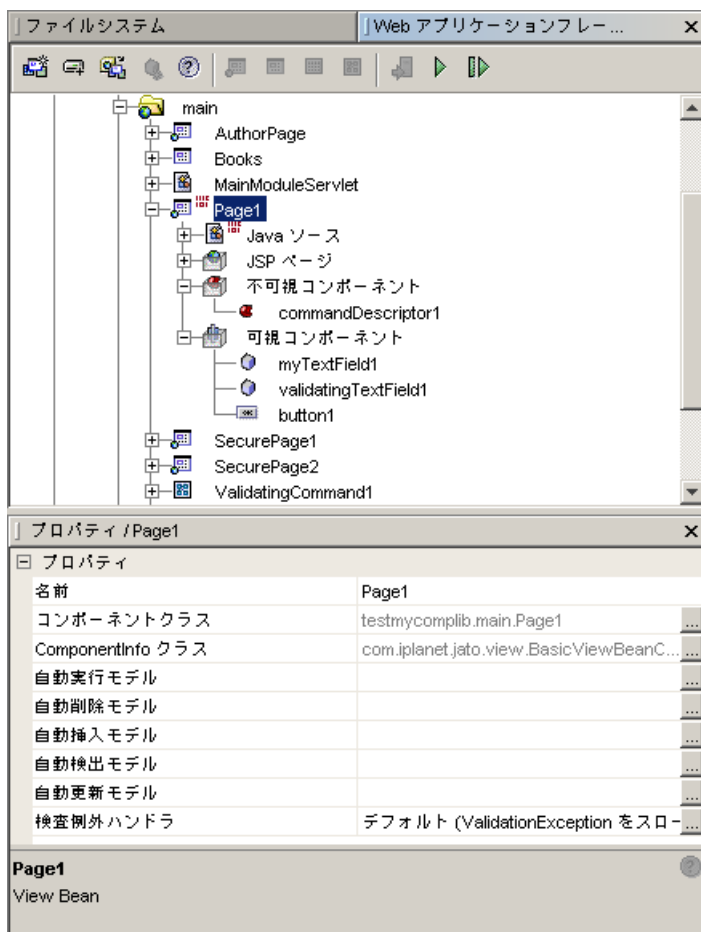 ファイルシステム
Web アプリケーションフレー...
main
AuthorPage
Books
MainModuleServlet
Page1
Java ソース
JSP ページ
不可視コンポーネント
commandDescriptor1
可視コンポーネント
myTextField1
validatingTextField1
button1
SecurePage1
SecurePage2
ValidatingCommand1
プロパティ / Page1
プロパティ
名前 Page1
コンポーネントクラス testmycomplib.main.Page1 ...
ComponentInfo クラス com.iplanet.jato.view.BasicViewBeanC... ...
自動実行モデル ...
自動削除モデル ...
自動挿入モデル ...
自動検出モデル ...
自動更新モデル ...
検査例外ハンドラ デフォルト (ValidationException をスロー ...
Page1
View Bean